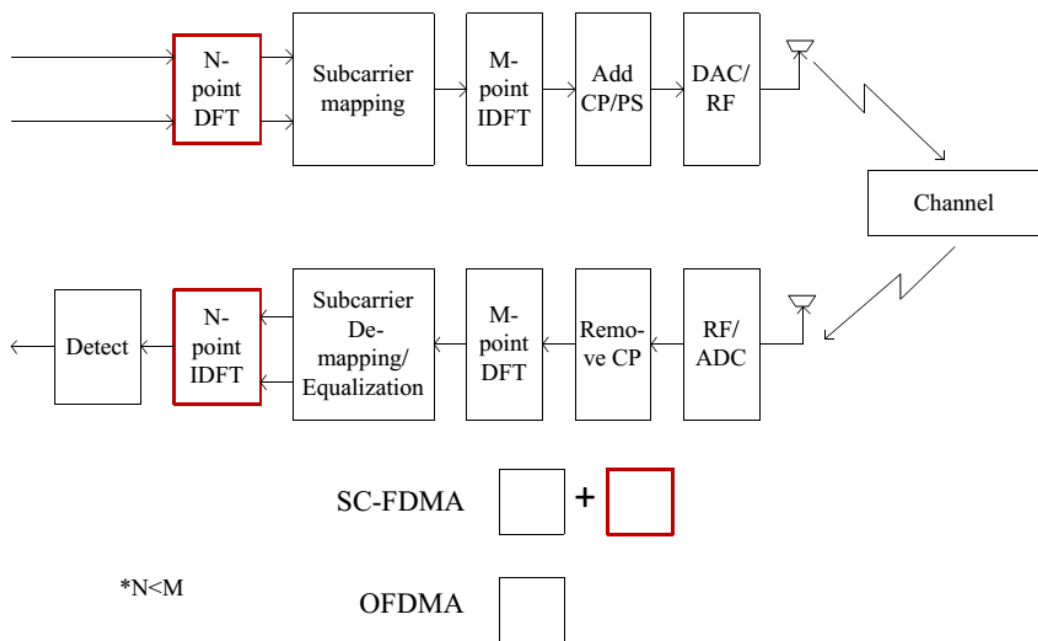 N-
point
DFT
Subcarrier
mapping
M-
point
IDFT
Add
CP/PS
DAC/
RF
Channel
Detect
N-
point
IDFT
Subcarrier
De-
mapping/
Equalization
M-
point
DFT
Remo-
ve CP
RF/
ADC
SC-FDMA
+
*N<M
OFDMA